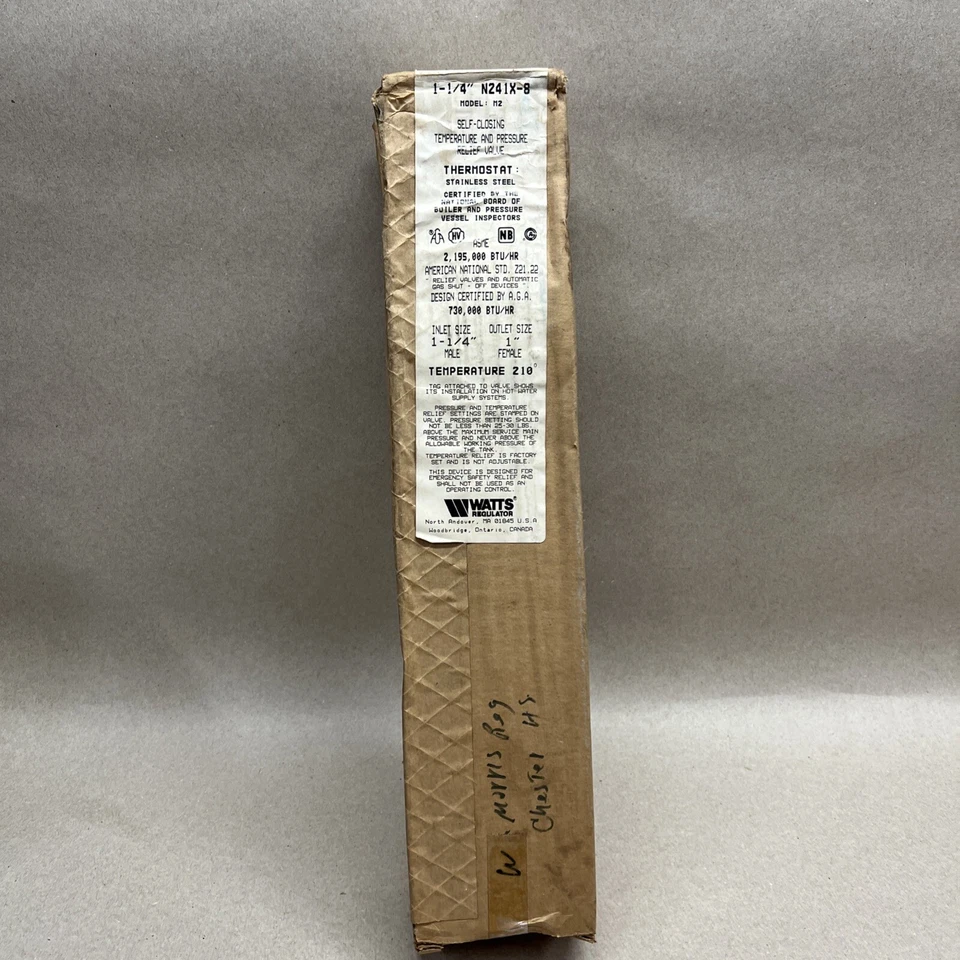 1-1/4" N241X-8
MODEL: M2
SELF-CLOSING
TEMPERATURE AND PRESSURE
RELIEF VALVE
THERMOSTAT:
STAINLESS STEEL
CERTIFIED BY THE
NATIONAL BOARD OF
BOILER AND PRESSURE
VESSEL INSPECTORS
HV NB
ASME
2,195,000 BTU/HR
AMERICAN NATIONAL STD. Z21.22
" RELIEF VALVES AND AUTOMATIC
GAS SHUT - OFF DEVICES ".
DESIGN CERTIFIED BY A.G.A.
730,000 BTU/HR
INLET SIZE OUTLET SIZE
1-1/4" 1"
MALE FEMALE
TEMPERATURE 210°
TAG ATTACHED TO VALVE SHOWS
ITS INSTALLATION ON HOT WATER
SUPPLY SYSTEMS.
PRESSURE AND TEMPERATURE
RELIEF SETTINGS ARE STAMPED ON
VALVE. PRESSURE SETTING SHOULD
NOT BE LESS THAN 25-30 LBS.
ABOVE THE MAXIMUM SERVICE MAIN
PRESSURE AND NEVER ABOVE THE
ALLOWABLE WORKING PRESSURE OF
THE TANK.
TEMPERATURE RELIEF IS FACTORY
SET AND IS NOT ADJUSTABLE.
THIS DEVICE IS DESIGNED FOR
EMERGENCY SAFETY RELIEF AND
SHALL NOT BE USED AS AN
OPERATING CONTROL.
WATTS®
REGULATOR
North Andover, MA 01845 U.S.A
Woodbridge, Ontario, CANADA
W. Morris Reg
Chester HS